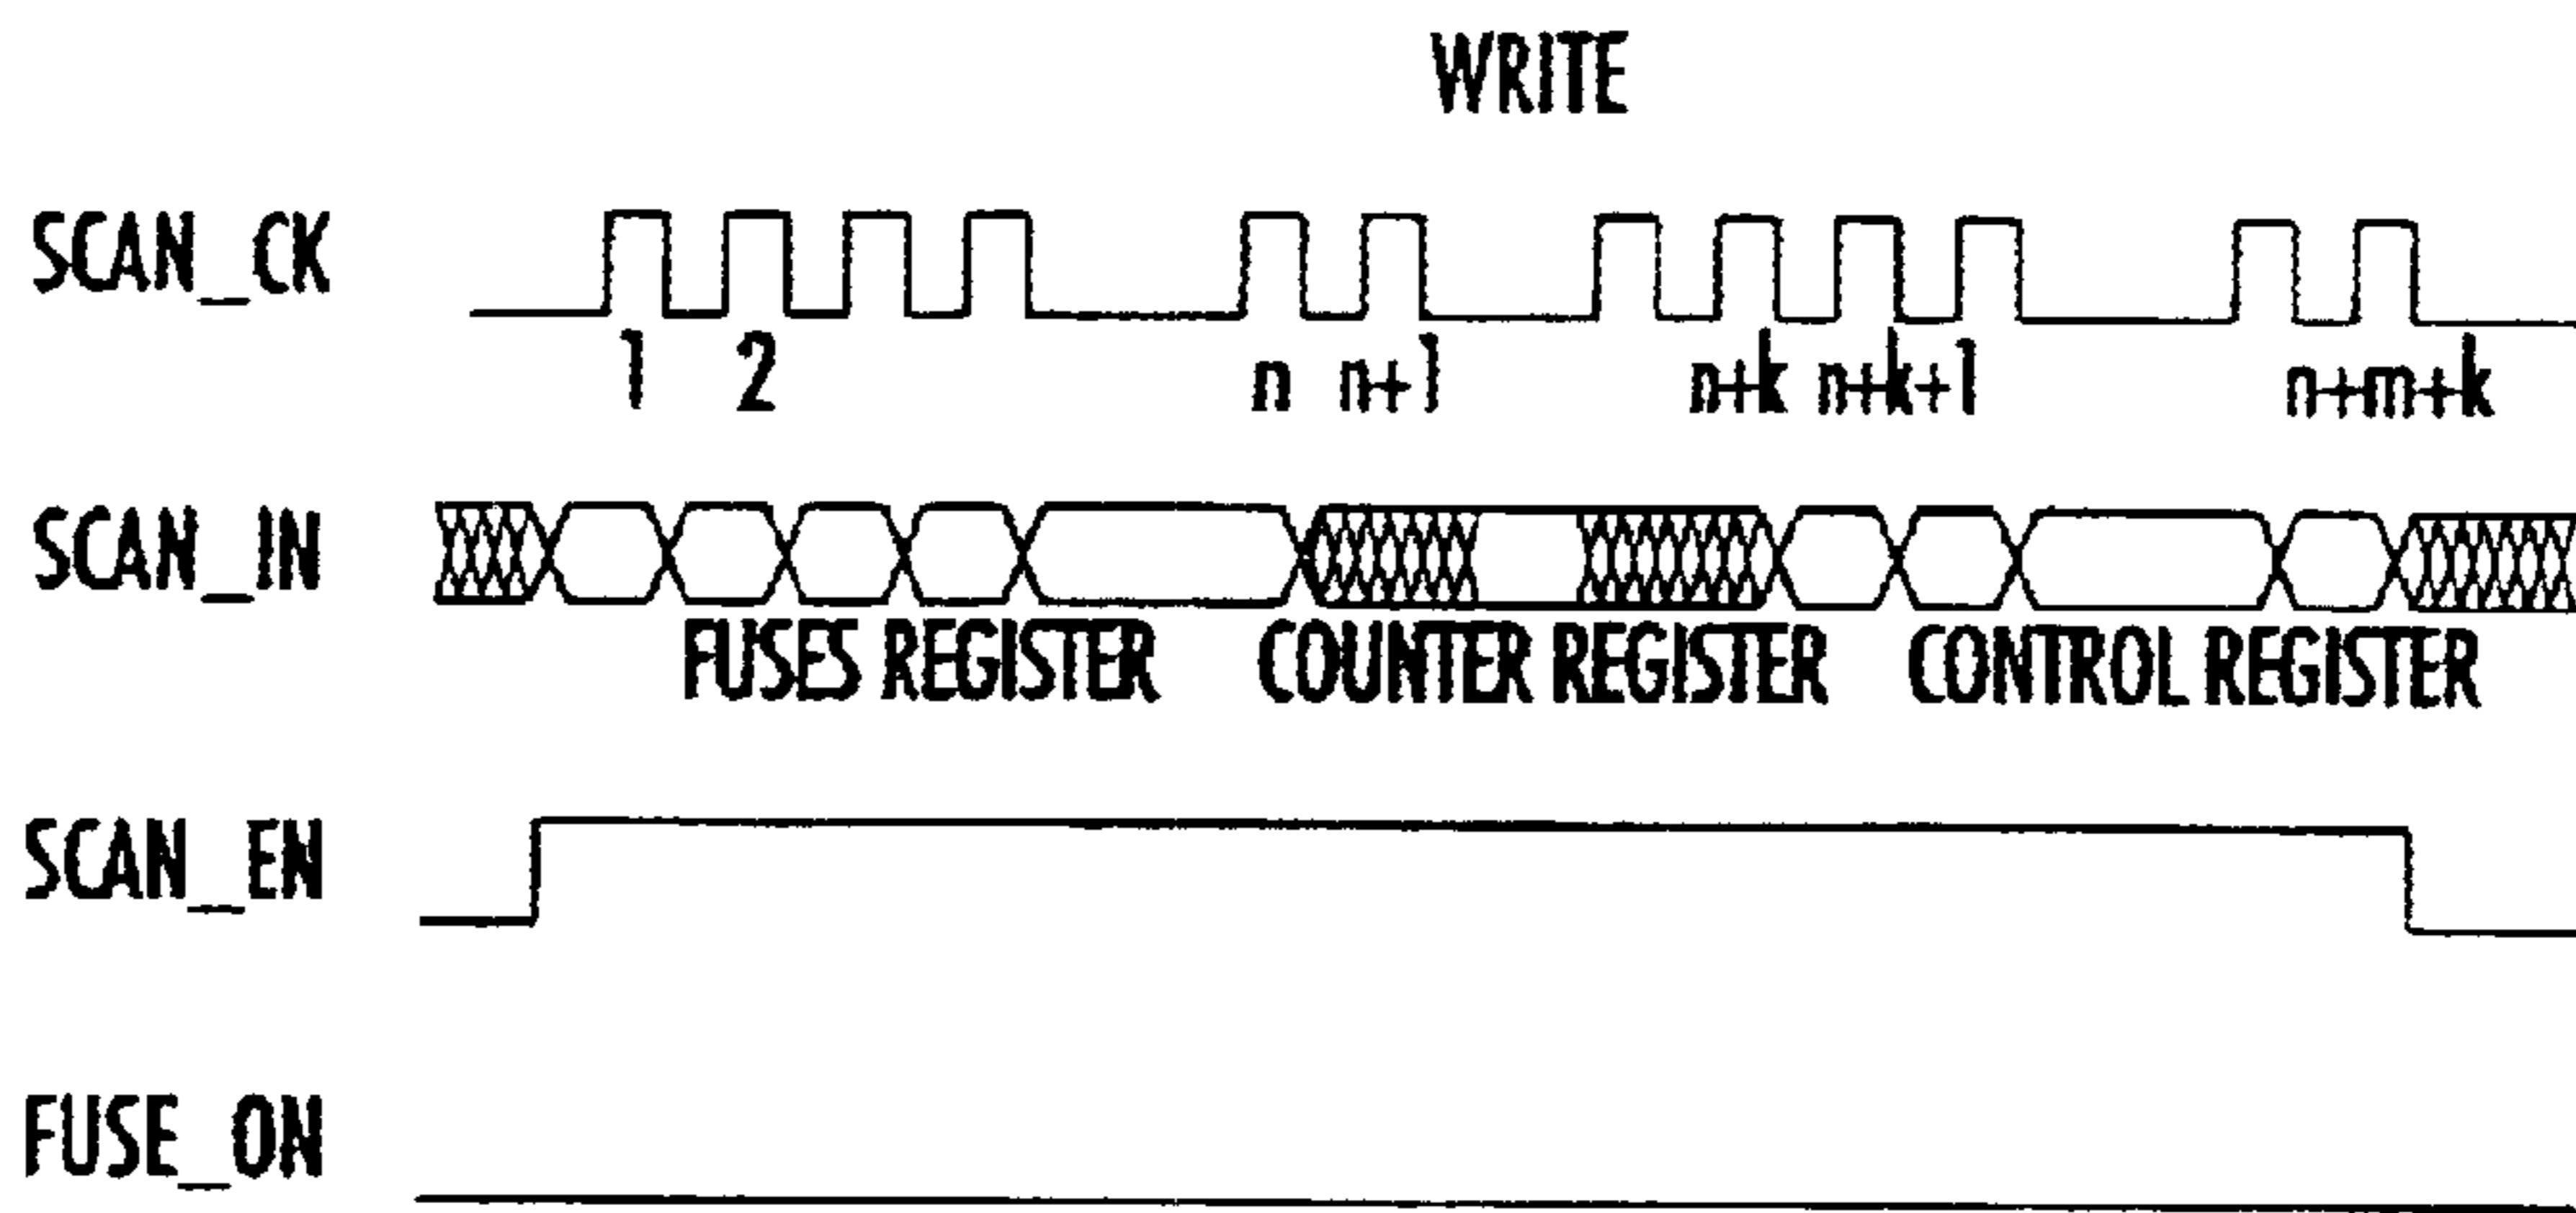 WRITE
SCAN_CK
1 2 n n+1 n+k n+k+1 n+m+k
SCAN_IN
FUSES REGISTER COUNTER REGISTER CONTROL REGISTER
SCAN_EN
FUSE_ON